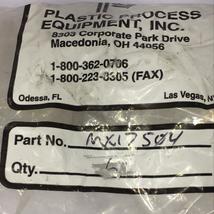 PLASTIC PROCESS
EQUIPMENT, INC.
8303 Corporate Park Drive
Macedonia, OH 44056
1-800-362-0706
1-800-223-8305 (FAX)
Odessa, FL
Las Vegas, N
Part No. MX17504
Qty.